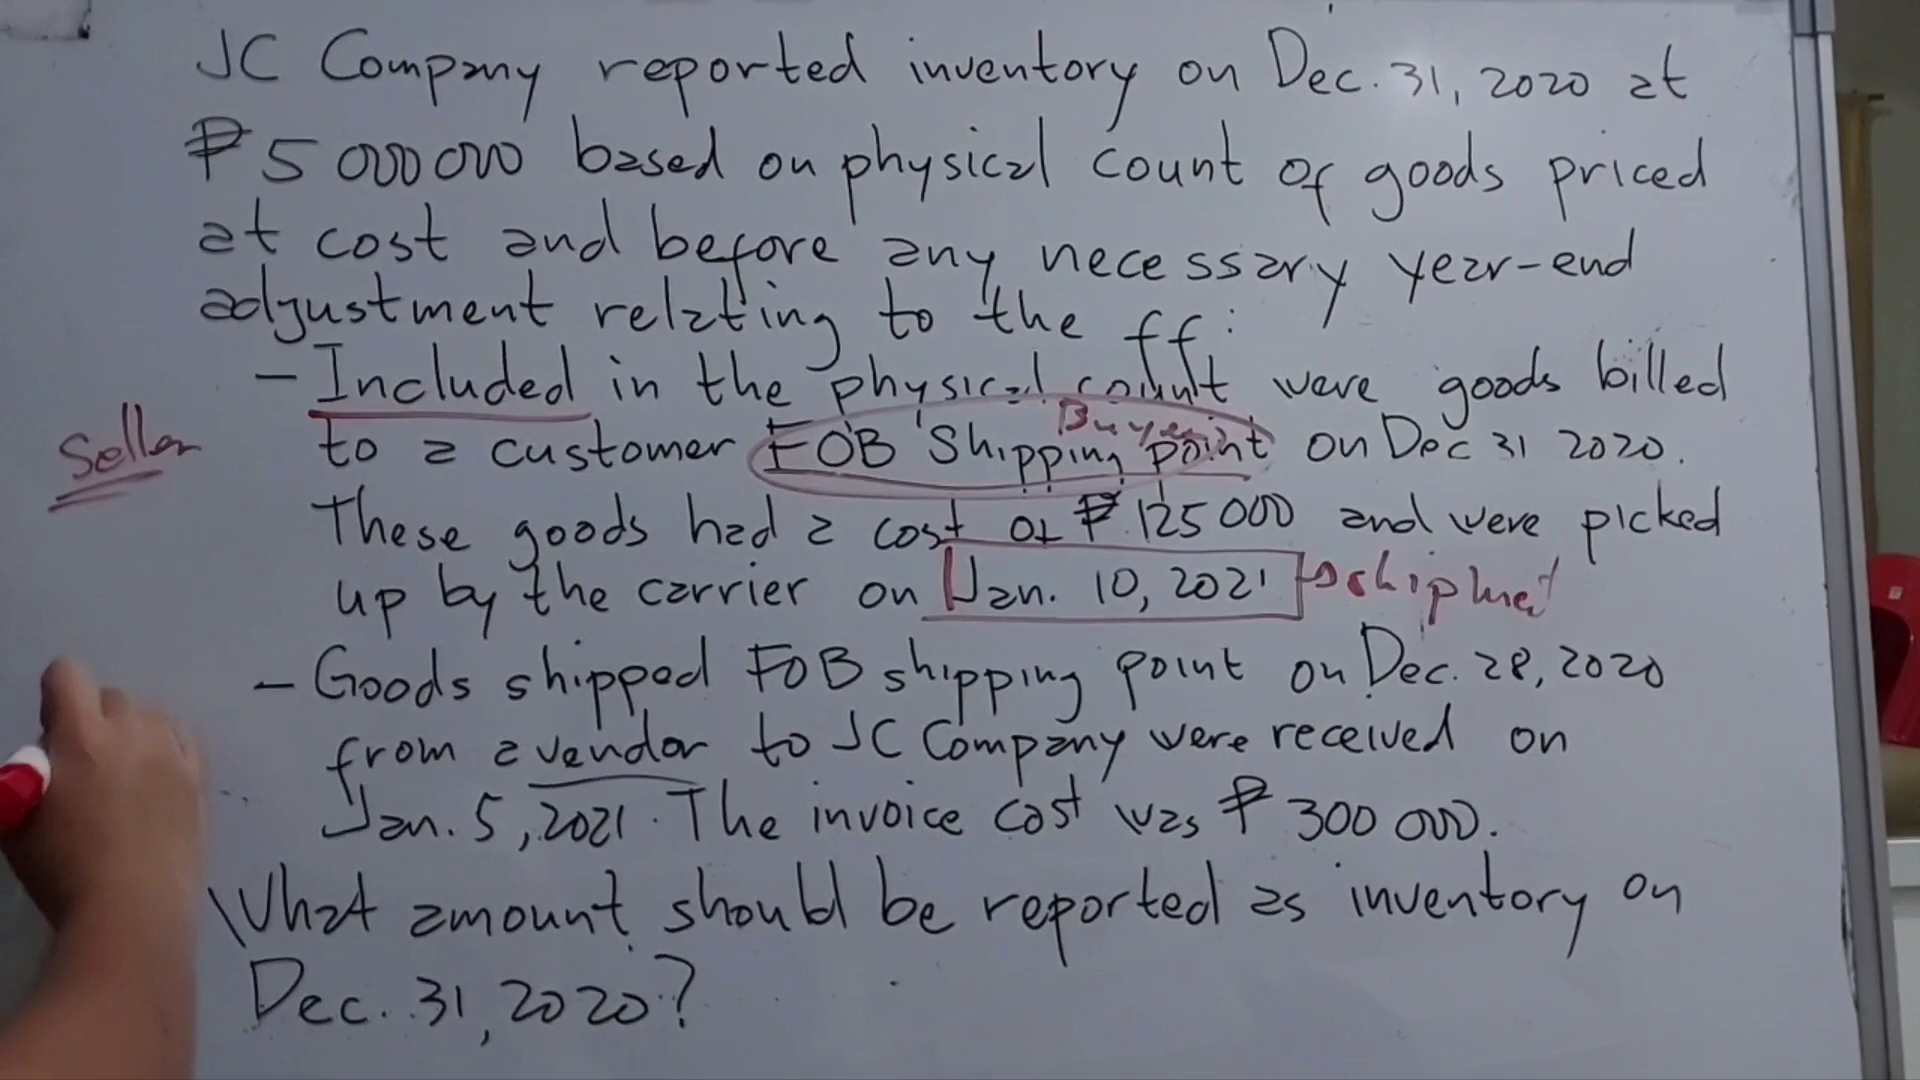 JC Company reported inventory on Dec. 31, 2020 at
₱5 000 000 based on physical count of goods priced
at cost and before any necessary year-end
adjustment relating to the ff:
- Included in the physical count were goods billed
Buyer
Seller
to a customer FOB Shipping point on Dec 31 2020.
These goods had a cost of ₱125 000 and were picked
up by the carrier on Jan. 10, 2021 → shipment
- Goods shipped FOB shipping point on Dec. 28, 2020
from a vendor to JC Company were received on
Jan. 5, 2021. The invoice cost was ₱300 000.
What amount should be reported as inventory on
Dec. 31, 2020?